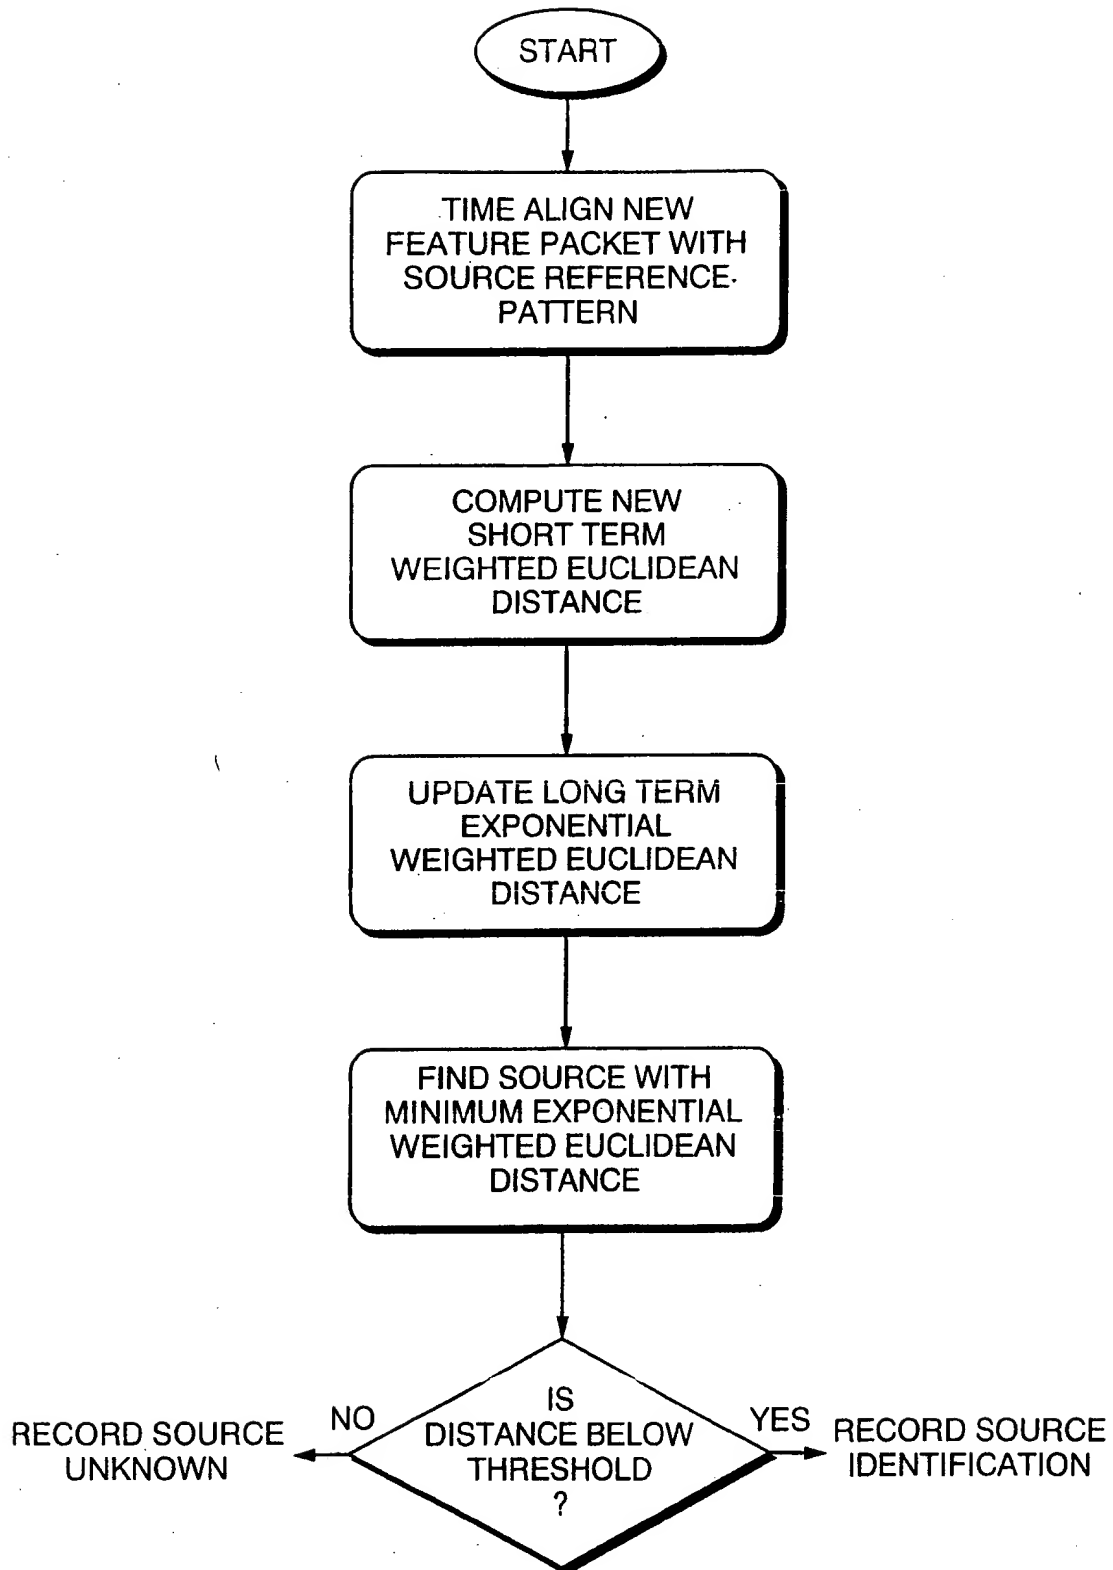 START
TIME ALIGN NEW
FEATURE PACKET WITH
SOURCE REFERENCE
PATTERN
COMPUTE NEW
SHORT TERM
WEIGHTED EUCLIDEAN
DISTANCE
UPDATE LONG TERM
EXPONENTIAL
WEIGHTED EUCLIDEAN
DISTANCE
FIND SOURCE WITH
MINIMUM EXPONENTIAL
WEIGHTED EUCLIDEAN
DISTANCE
IS
DISTANCE BELOW
THRESHOLD
?
NO
RECORD SOURCE
UNKNOWN
YES
RECORD SOURCE
IDENTIFICATION